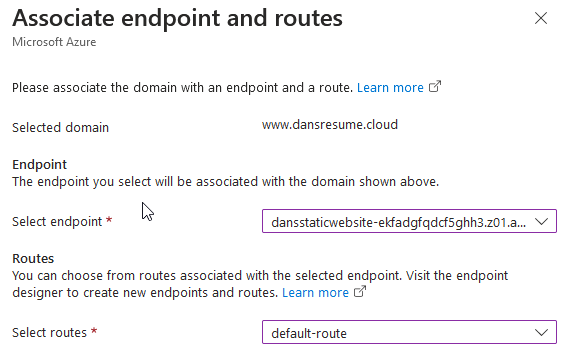 Associate endpoint and routes
Microsoft Azure
Please associate the domain with an endpoint and a route. Learn more
Selected domain www.dansresume.cloud
Endpoint
The endpoint you select will be associated with the domain shown above.
Select endpoint * dansstaticwebsite-ekfadgfqdcf5ghh3.z01.a...
Routes
You can choose from routes associated with the selected endpoint. Visit the endpoint
designer to create new endpoints and routes. Learn more
Select routes * default-route